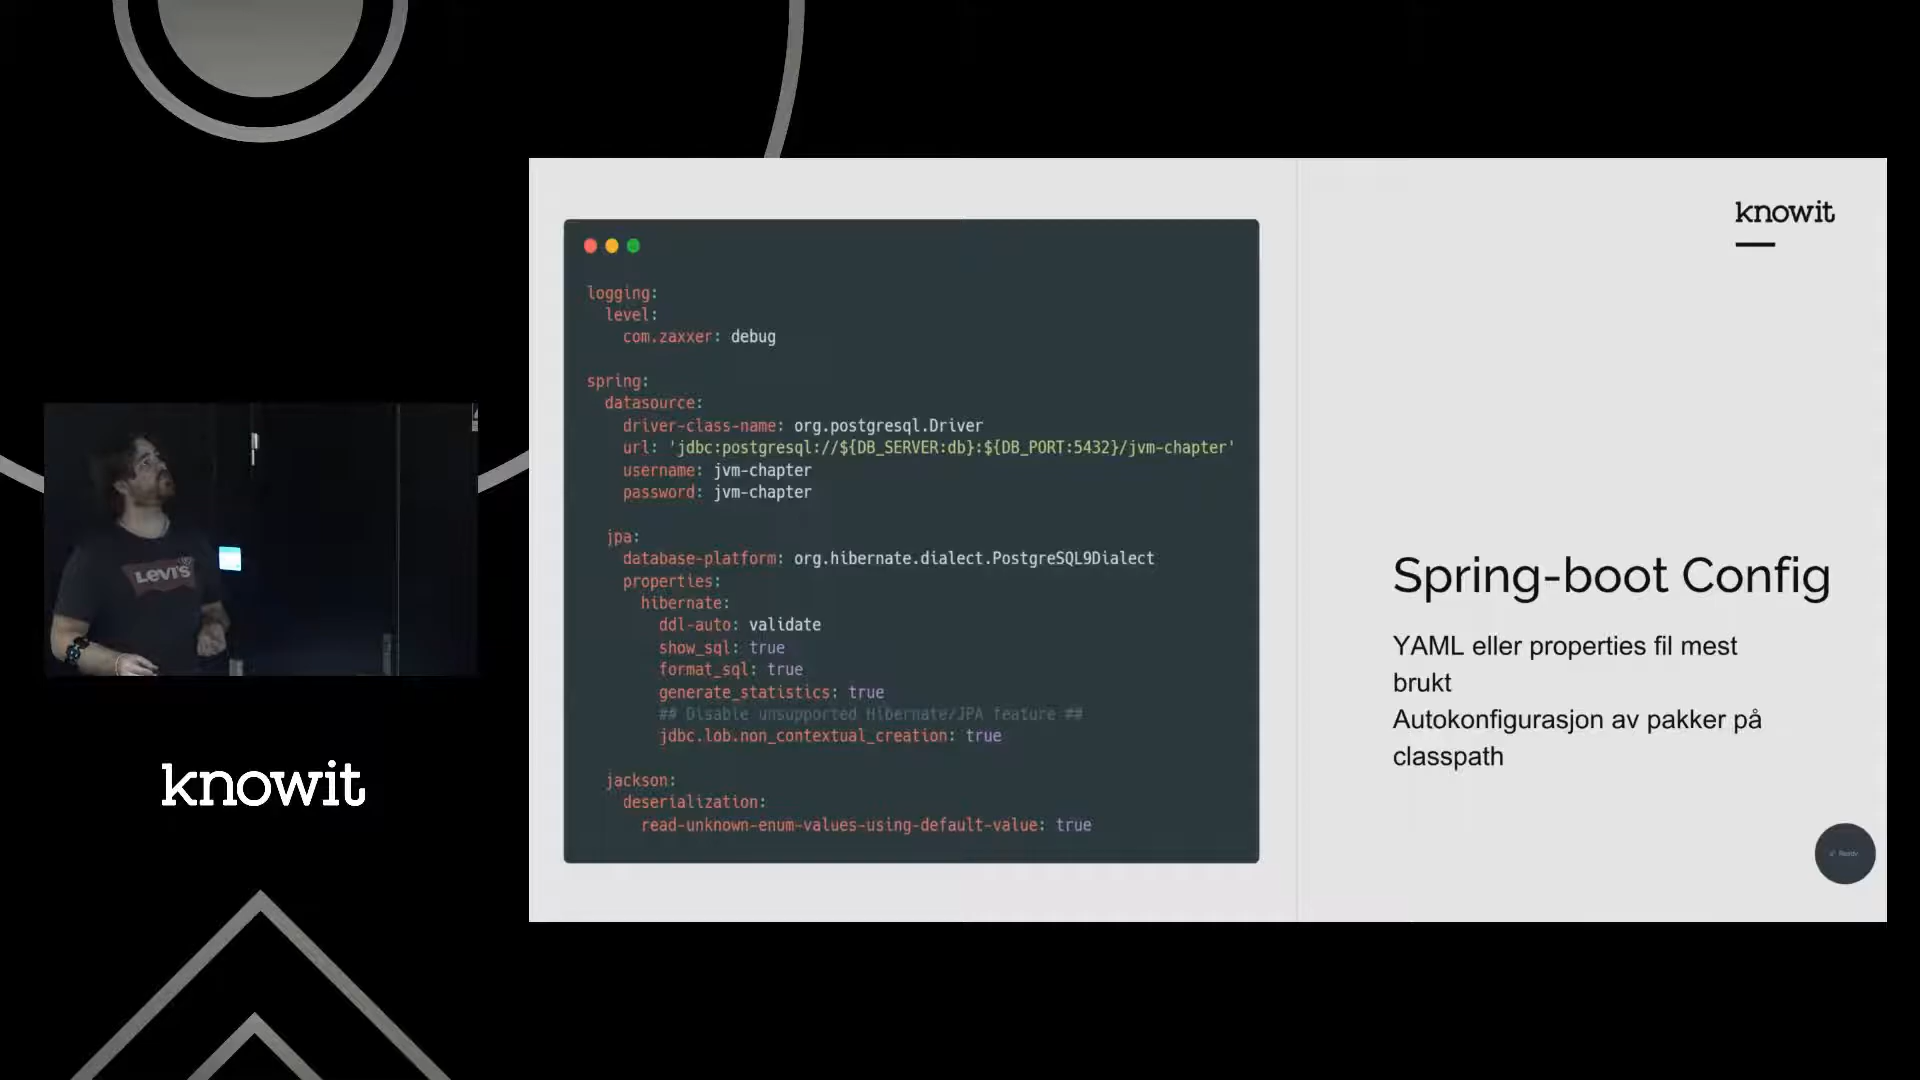 knowit
logging:
level:
com.zaxxer: debug
spring:
datasource:
driver-class-name: org.postgresql.Driver
url: 'jdbc:postgresql://${DB_SERVER:db}:${DB_PORT:5432}/jvm-chapter'
username: jvm-chapter
password: jvm-chapter
jpa:
database-platform: org.hibernate.dialect.PostgreSQL9Dialect
properties:
hibernate:
ddl-auto: validate
show_sql: true
format_sql: true
generate_statistics: true
## Disable unsupported Hibernate/JPA feature ##
jdbc.lob.non_contextual_creation: true
jackson:
deserialization:
read-unknown-enum-values-using-default-value: true
Spring-boot Config
YAML eller properties fil mest
brukt
Autokonfigurasjon av pakker på
classpath
Ready
Levi's
knowit